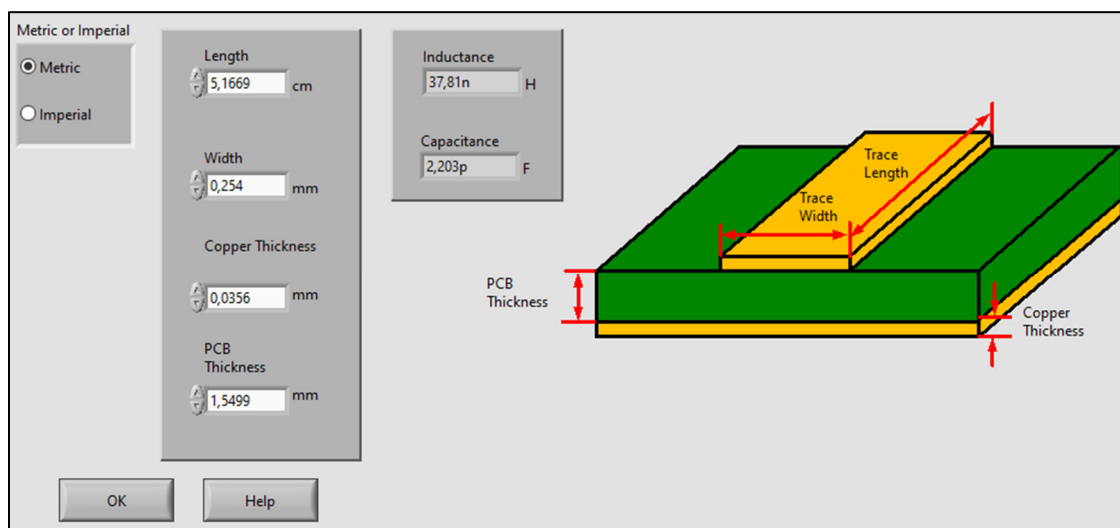 Metric or Imperial
Metric
Imperial
Length
5,1669 cm
Width
0,254 mm
Copper Thickness
0,0356 mm
PCB
Thickness
1,5499 mm
Inductance
37,81n H
Capacitance
2,203p F
Trace
Length
Trace
Width
PCB
Thickness
Copper
Thickness
OK
Help